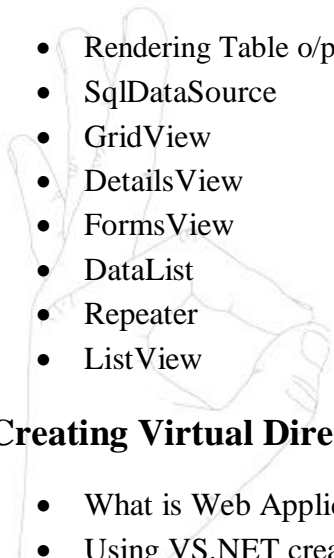 • Rendering Table o/p
• SqlDataSource
• GridView
• DetailsView
• FormsView
• DataList
• Repeater
• ListView
Creating Virtual Dire
• What is Web Applic
• Using VS.NET crea